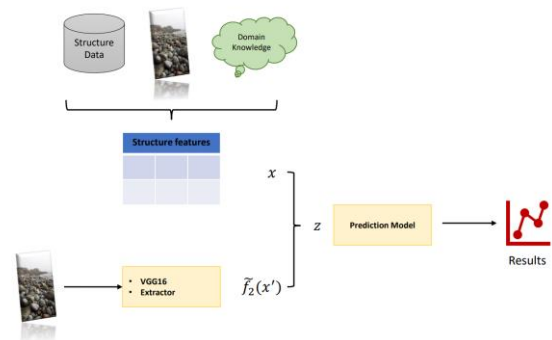 Structure
Data
Domain
Knowledge
Structure features
x
z
Prediction Model
Results
• VGG16
• Extractor
f̃₂(x′)